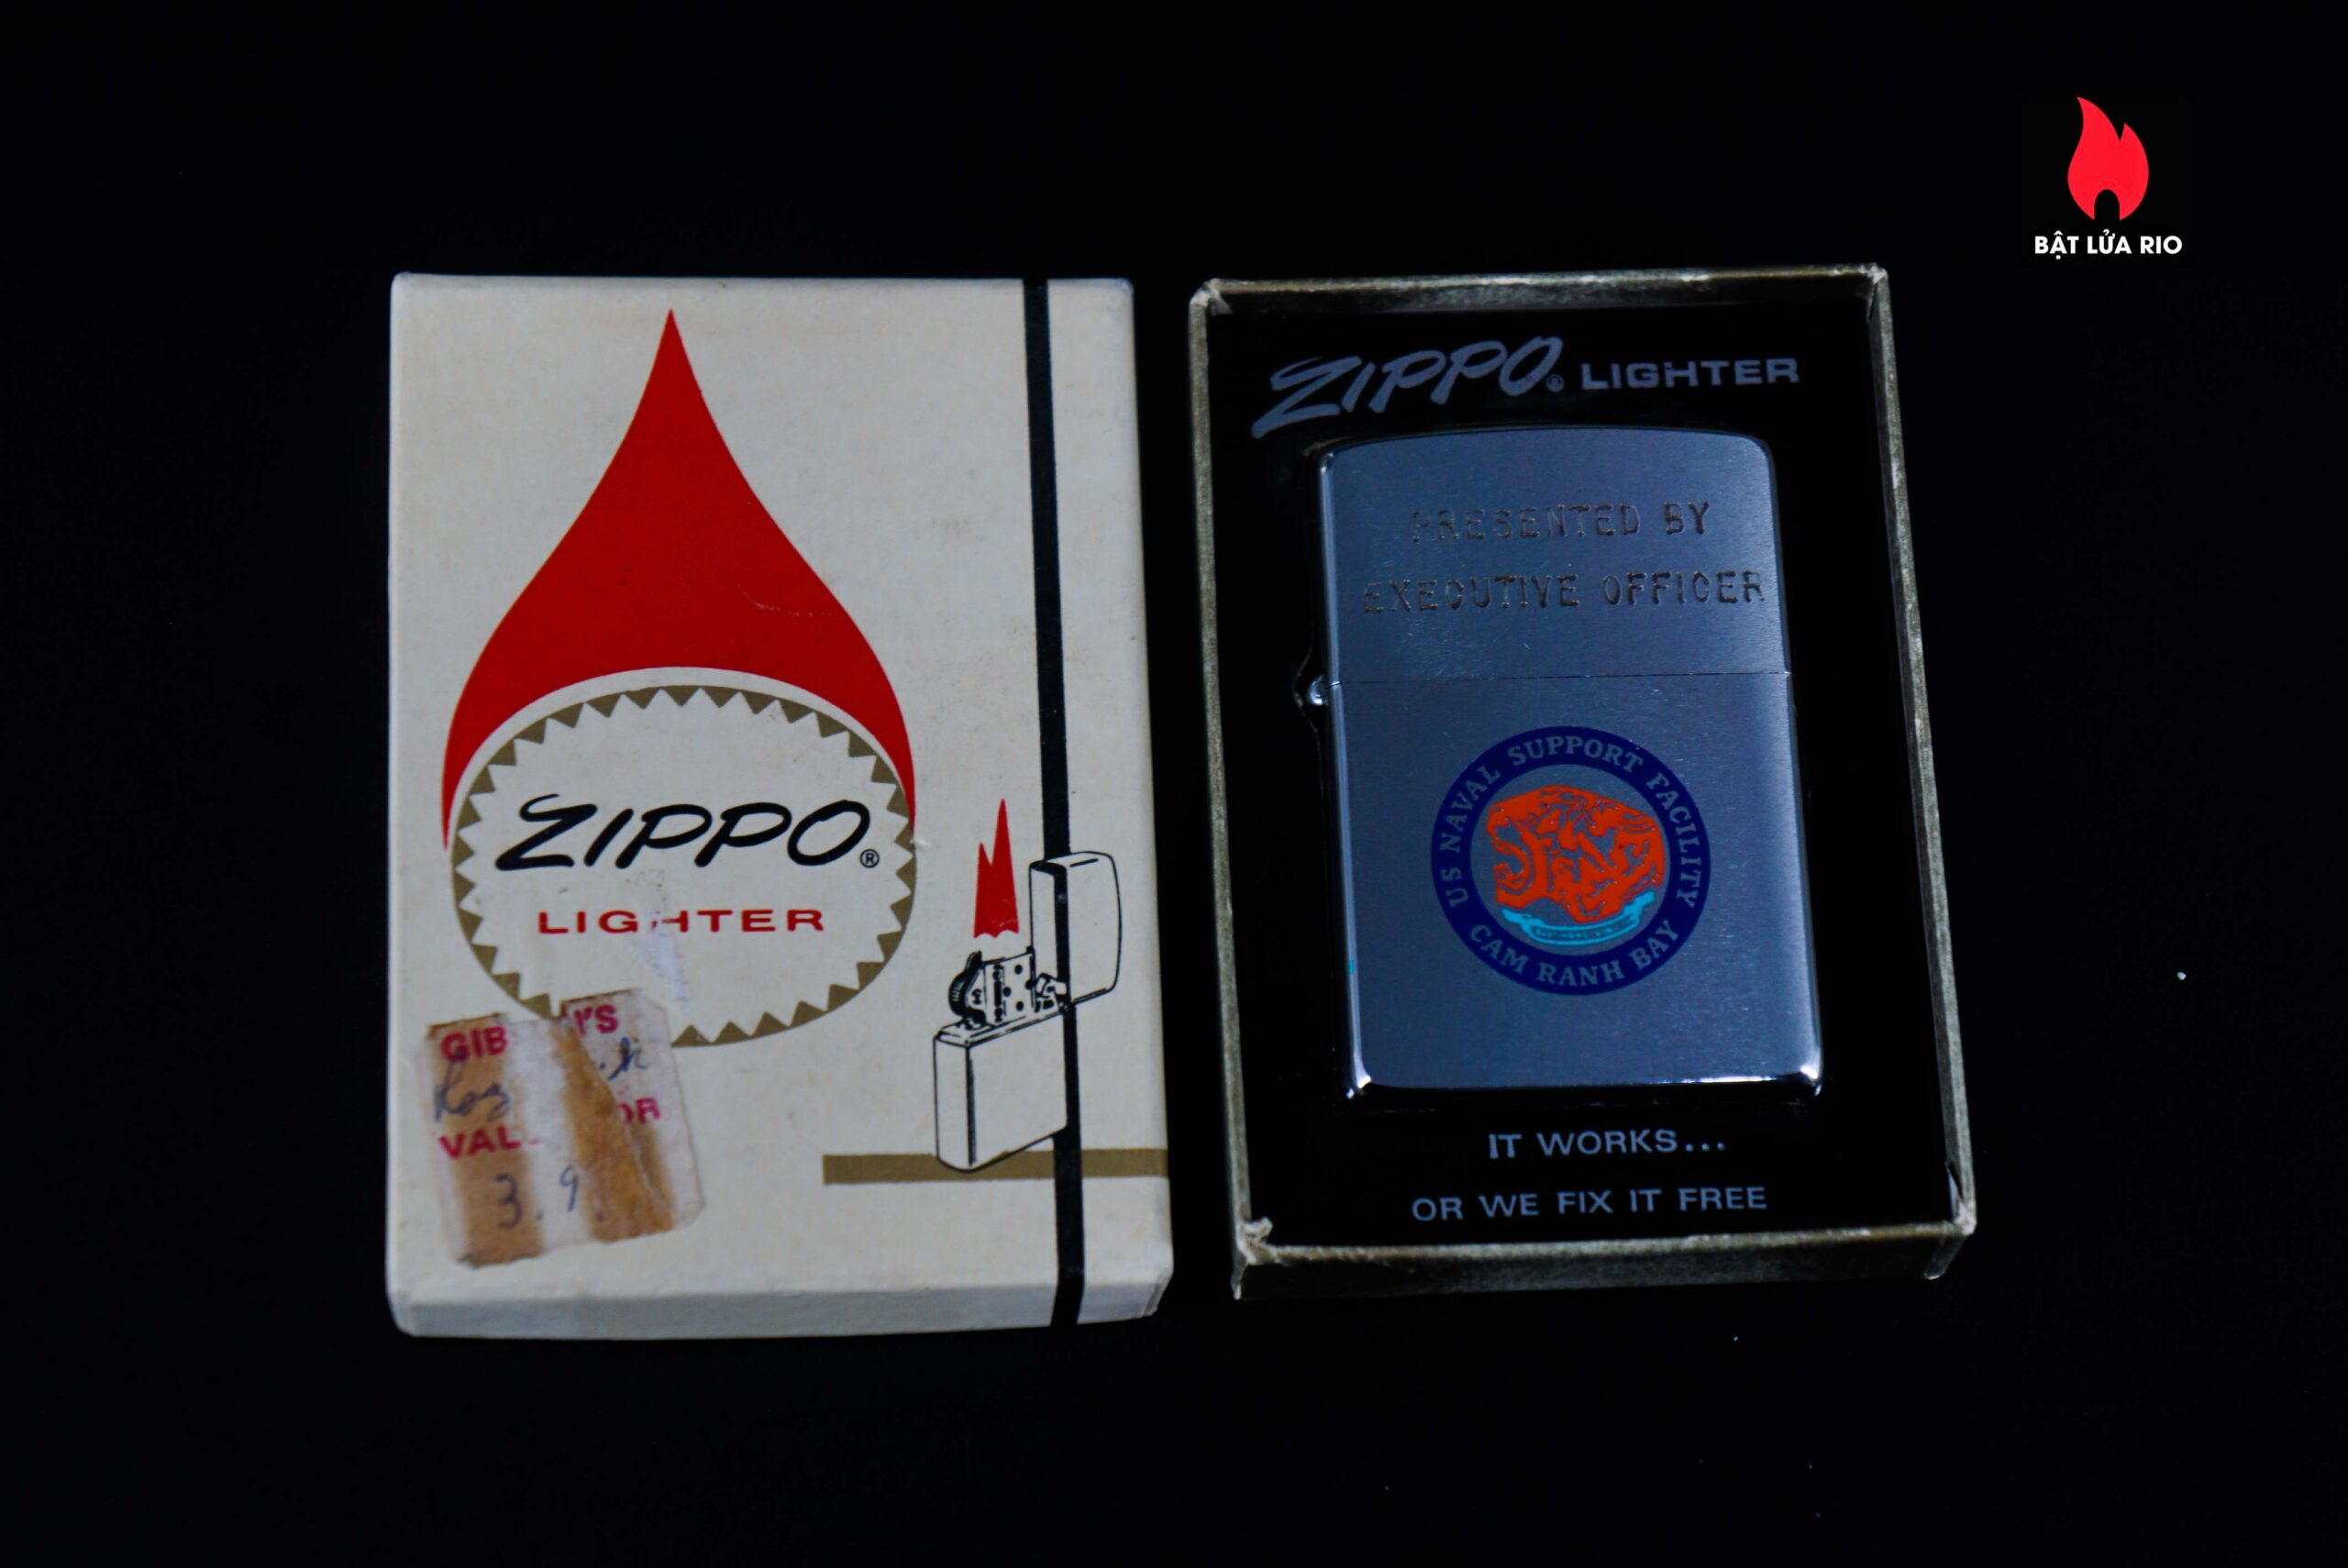 BẬT LỬA RIO
ZIPPO®
LIGHTER
GIB 'S
VAL OR
3.9
ZIPPO® LIGHTER
PRESENTED BY
EXECUTIVE OFFICER
US NAVAL SUPPORT FACILITY
CAM RANH BAY
IT WORKS...
OR WE FIX IT FREE